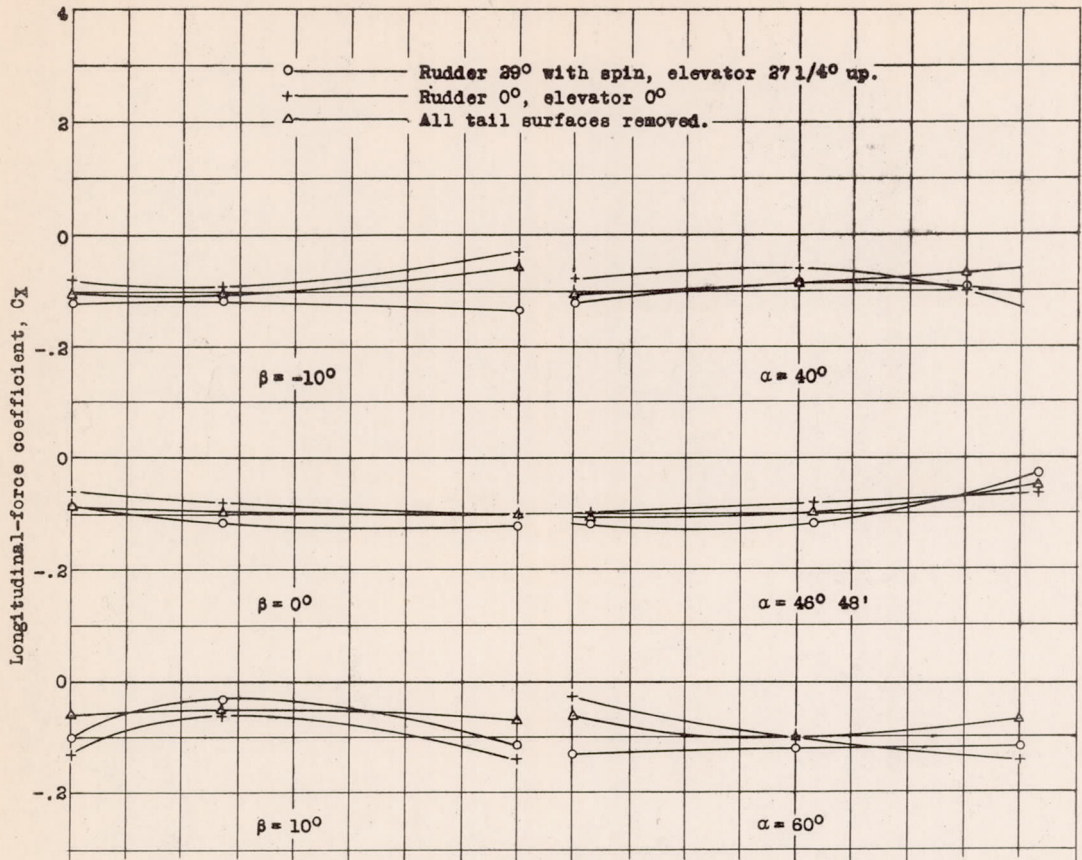 4
Rudder 29° with spin, elevator 27 1/4° up.
Rudder 0°, elevator 0°
2
All tail surfaces removed.
0
-.2
β = -10°
α = 40°
Longitudinal-force coefficient, CX
0
-.2
β = 0°
α = 46° 48'
0
-.2
β = 10°
α = 60°